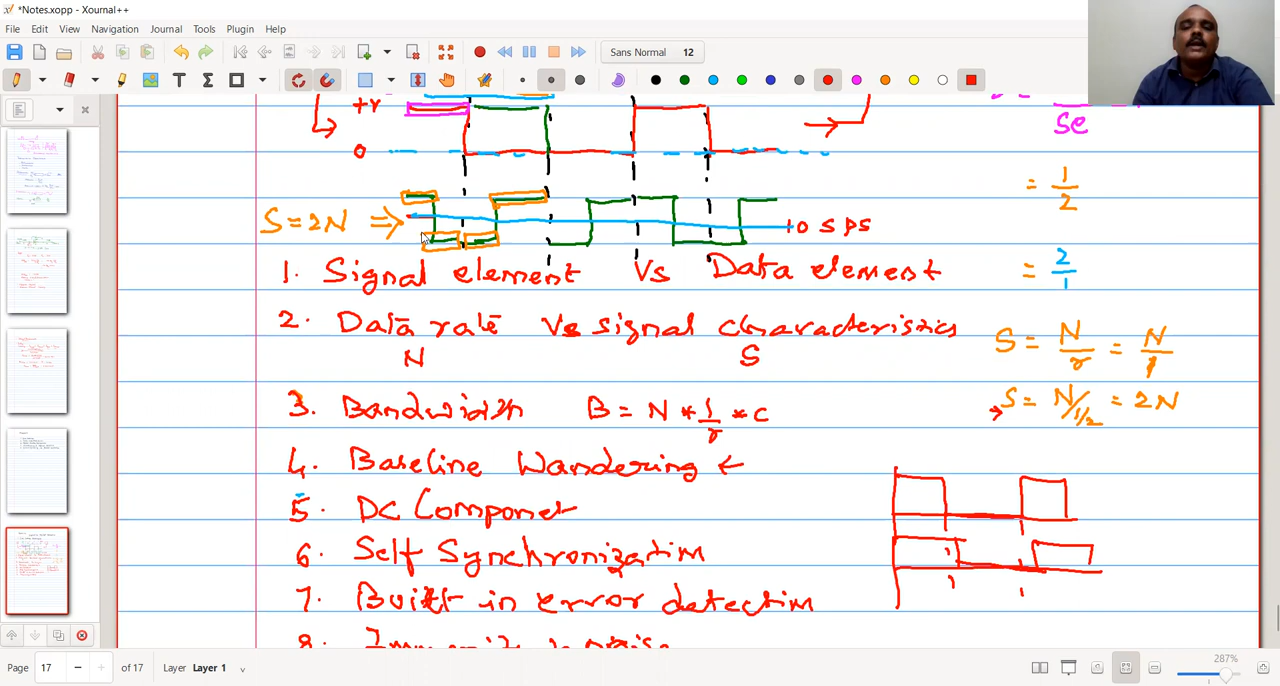 *Notes.xopp - Xournal++
File Edit View Navigation Journal Tools Plugin Help
Sans Normal 12
+r
0
Se
= 1/2
S=2N ⇒
10 sps
1. Signal element Vs Data element
= 2/1
2. Data rate Vs signal characteristics
N S
S = N/r = N/1
3. Bandwidth B = N * 1/r * c
S = N/1/2 = 2N
4. Baseline Wandering ←
5. DC Componet
6. Self Synchronization
7. Built in error detection
8.
Page 17 of 17 Layer Layer 1
287%